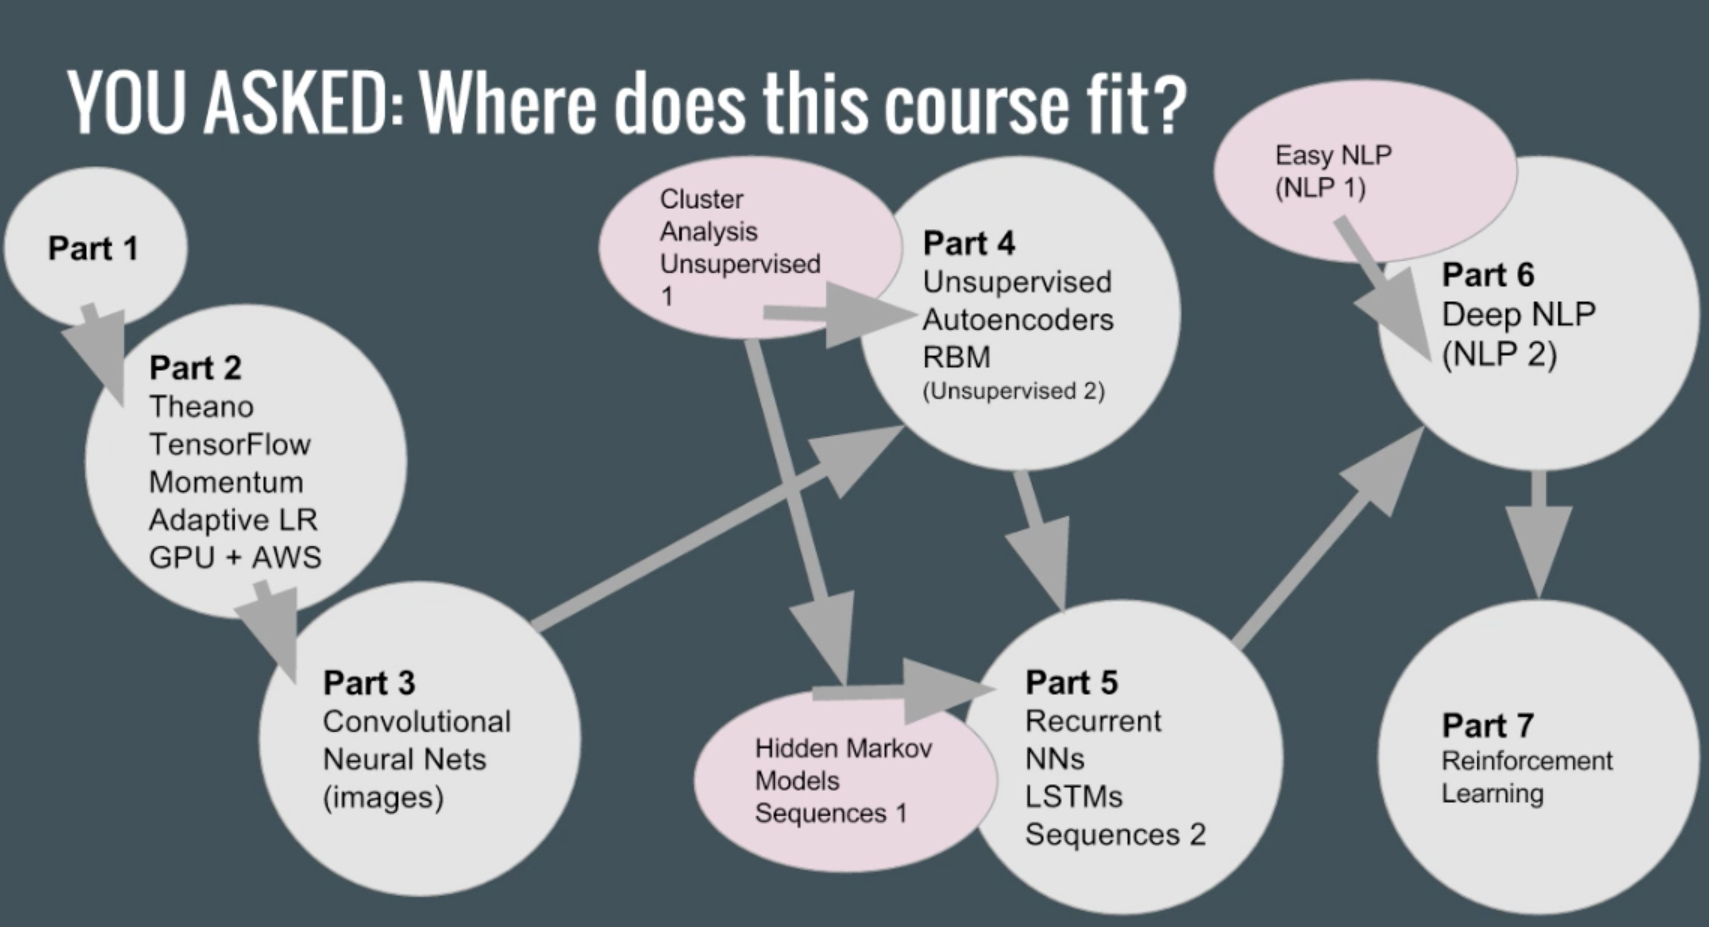 YOU ASKED: Where does this course fit?
Part 1
Part 2
Theano
TensorFlow
Momentum
Adaptive LR
GPU + AWS
Part 3
Convolutional
Neural Nets
(images)
Cluster
Analysis
Unsupervised
1
Part 4
Unsupervised
Autoencoders
RBM
(Unsupervised 2)
Hidden Markov
Models
Sequences 1
Part 5
Recurrent
NNs
LSTMs
Sequences 2
Easy NLP
(NLP 1)
Part 6
Deep NLP
(NLP 2)
Part 7
Reinforcement
Learning